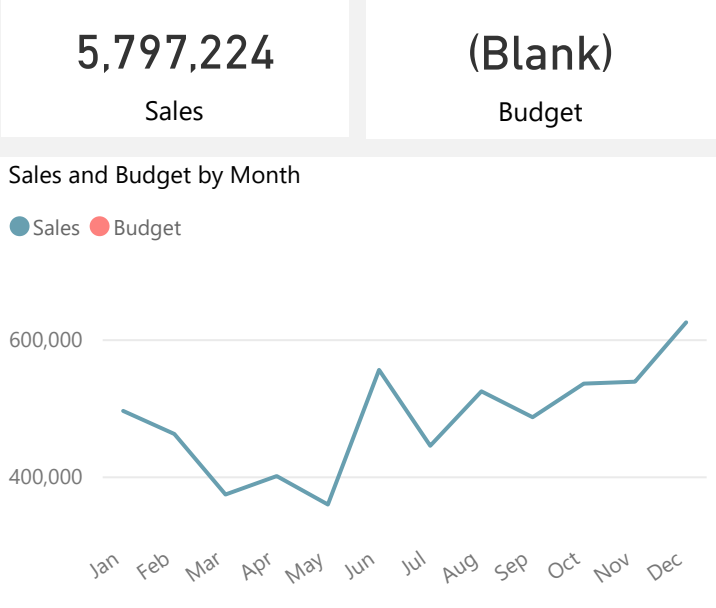 5,797,224
Sales
(Blank)
Budget
Sales and Budget by Month
Sales Budget
600,000
400,000
Jan Feb Mar Apr May Jun Jul Aug Sep Oct Nov Dec